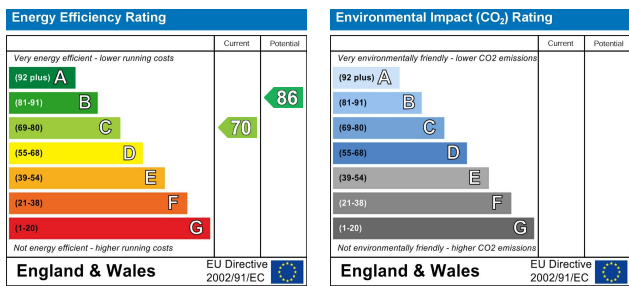 Energy Efficiency Rating
Current Potential
Very energy efficient - lower running costs
(92 plus) A
(81-91) B
(69-80) C
(55-68) D
(39-54) E
(21-38) F
(1-20) G
70
86
Not energy efficient - higher running costs
England & Wales
EU Directive
2002/91/EC
Environmental Impact (CO₂) Rating
Current Potential
Very environmentally friendly - lower CO2 emissions
(92 plus) A
(81-91) B
(69-80) C
(55-68) D
(39-54) E
(21-38) F
(1-20) G
Not environmentally friendly - higher CO2 emissions
England & Wales
EU Directive
2002/91/EC